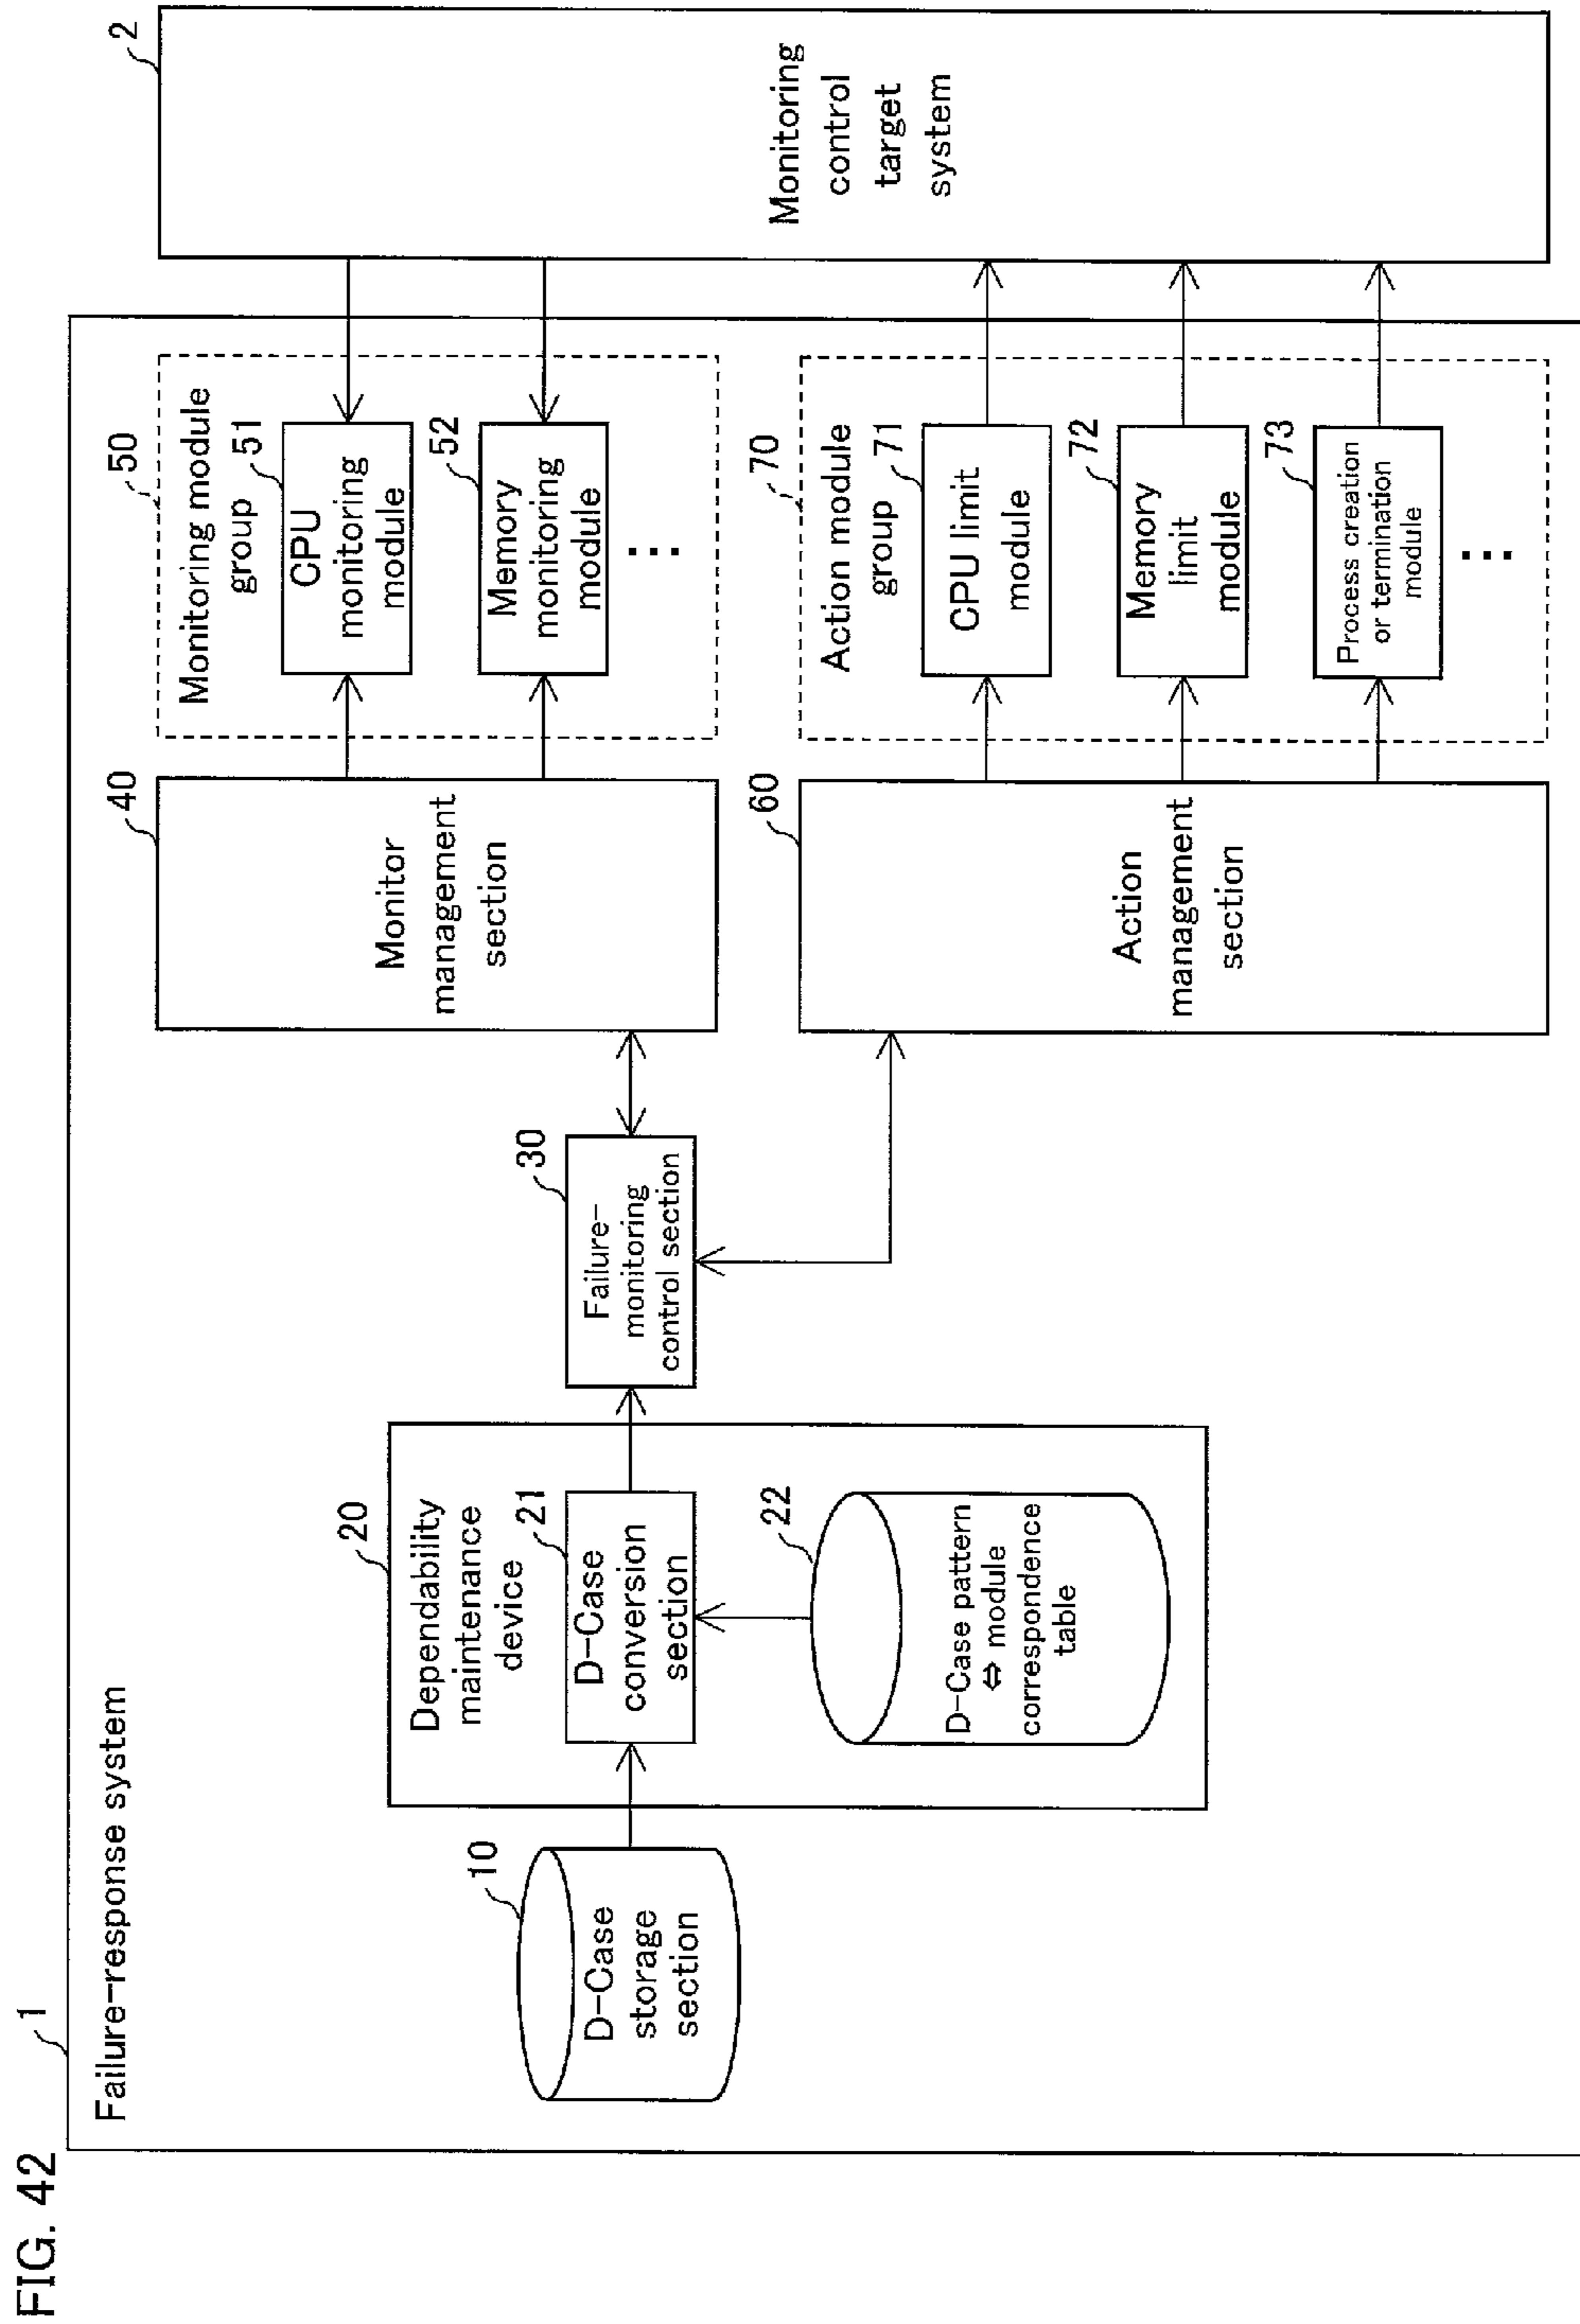 FIG. 42
1
Failure-response system
10
D-Case
storage
section
20
Dependability
maintenance
device
21
D-Case
conversion
section
22
D-Case pattern
⇔ module
correspondence
table
30
Failure-
monitoring
control section
40
Monitor
management
section
50
Monitoring module
group
51
CPU
monitoring
module
52
Memory
monitoring
module
...
60
Action
management
section
70
Action module
group
71
CPU limit
module
72
Memory
limit
module
73
Process creation
or termination
module
...
2
Monitoring
control
target
system